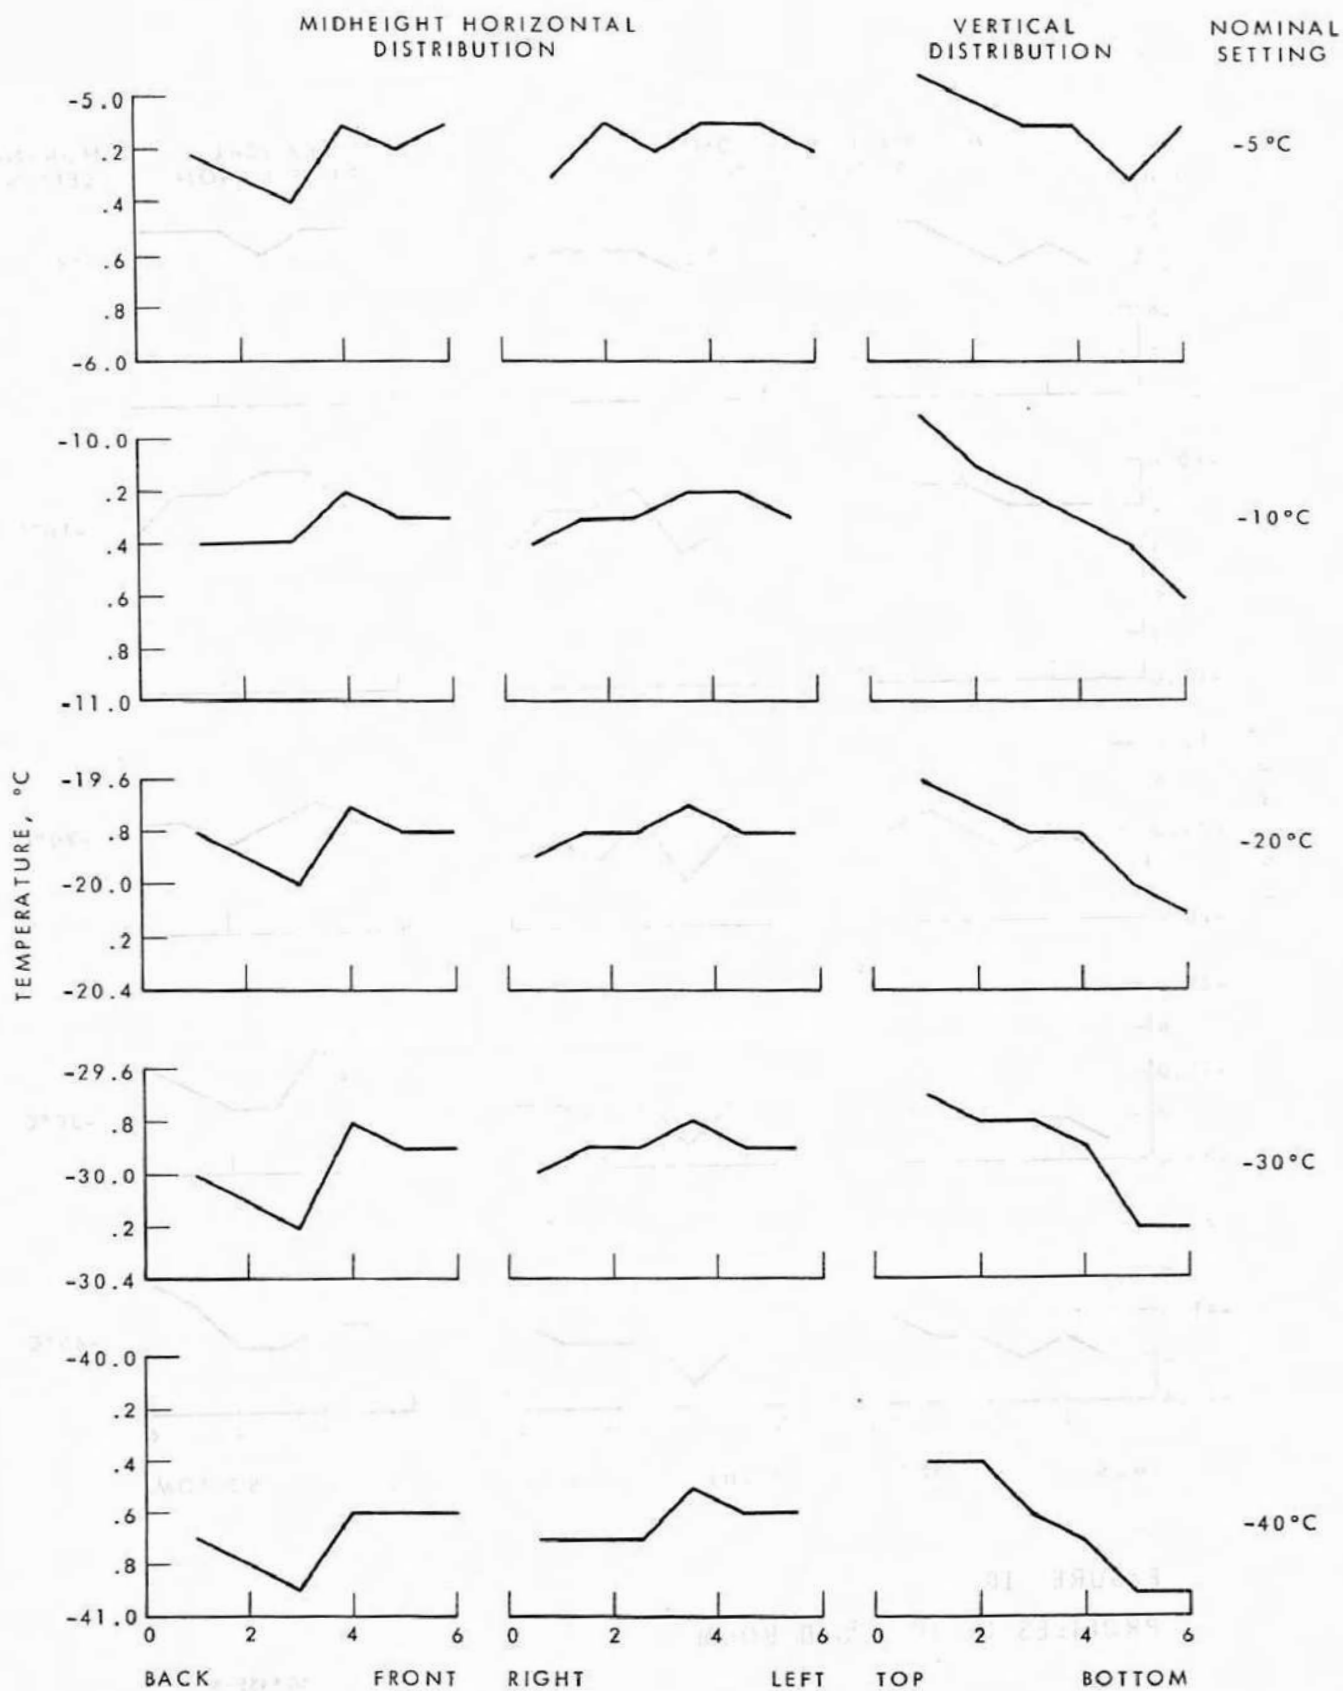 MIDHEIGHT HORIZONTAL
DISTRIBUTION
VERTICAL
DISTRIBUTION
NOMINAL
SETTING
-5.0
.2
.4
.6
.8
-6.0
-5°C
-10.0
.2
.4
.6
.8
-11.0
-10°C
TEMPERATURE, °C
-19.6
.8
-20.0
.2
-20.4
-20°C
-29.6
.8
-30.0
.2
-30.4
-30°C
-40.0
.2
.4
.6
.8
-41.0
-40°C
0 2 4 6 0 2 4 6 0 2 4 6
BACK FRONT RIGHT LEFT TOP BOTTOM